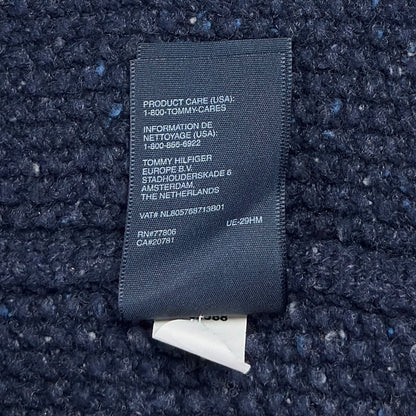 PRODUCT CARE (USA):
1-800-TOMMY-CARES
INFORMATION DE
NETTOYAGE (USA):
1-800-866-6922
TOMMY HILFIGER
EUROPE B.V.
STADHOUDERSKADE 6
AMSTERDAM,
THE NETHERLANDS
VAT# NL805768713B01
UE-29HM
RN#77806
CA#20781